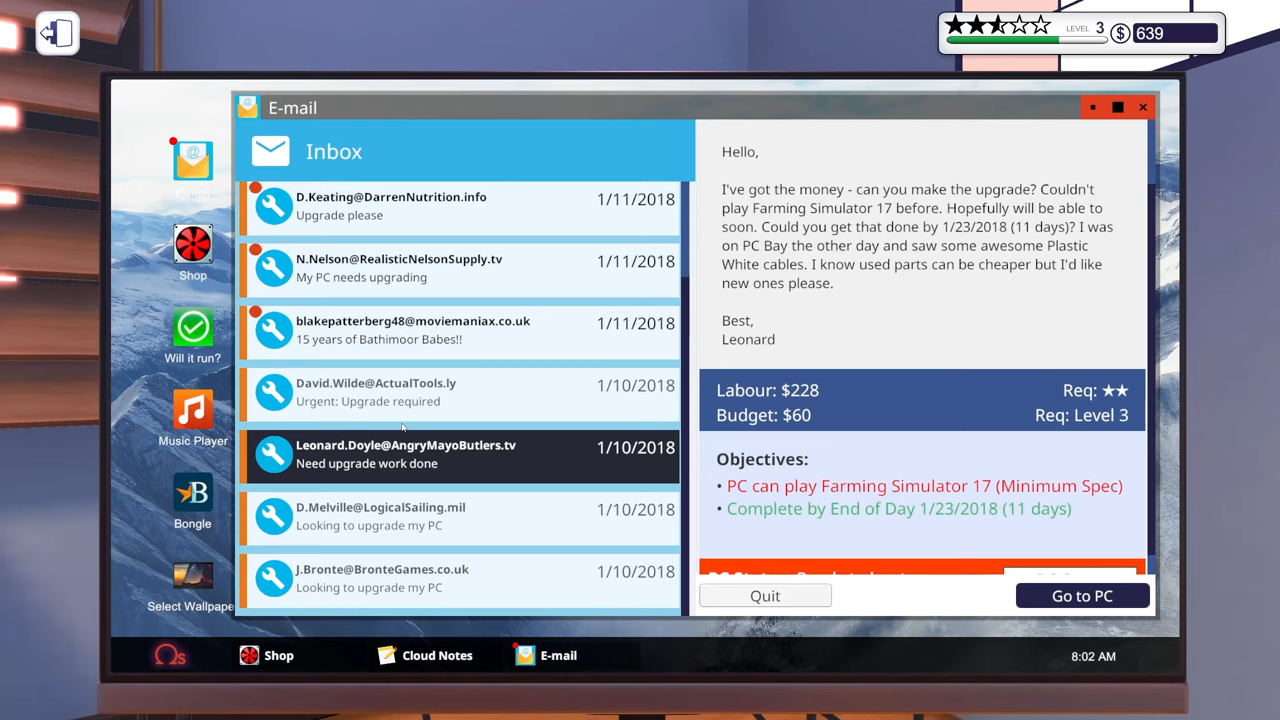 LEVEL 3
$ 639
E-mail
Inbox
D.Keating@DarrenNutrition.info
1/11/2018
Upgrade please
N.Nelson@RealisticNelsonSupply.tv
1/11/2018
My PC needs upgrading
blakepatterberg48@moviemaniax.co.uk
1/11/2018
15 years of Bathimoor Babes!!
David.Wilde@ActualTools.ly
1/10/2018
Urgent: Upgrade required
Leonard.Doyle@AngryMayoButlers.tv
1/10/2018
Need upgrade work done
D.Melville@LogicalSailing.mil
1/10/2018
Looking to upgrade my PC
J.Bronte@BronteGames.co.uk
1/10/2018
Looking to upgrade my PC
Hello,
I've got the money - can you make the upgrade? Couldn't
play Farming Simulator 17 before. Hopefully will be able to
soon. Could you get that done by 1/23/2018 (11 days)? I was
on PC Bay the other day and saw some awesome Plastic
White cables. I know used parts can be cheaper but I'd like
new ones please.
Best,
Leonard
Labour: $228
Req: ★★
Budget: $60
Req: Level 3
Objectives:
• PC can play Farming Simulator 17 (Minimum Spec)
• Complete by End of Day 1/23/2018 (11 days)
Quit
Go to PC
Shop
Will it run?
Music Player
Bongle
Select Wallpape
Os
Shop
Cloud Notes
E-mail
8:02 AM